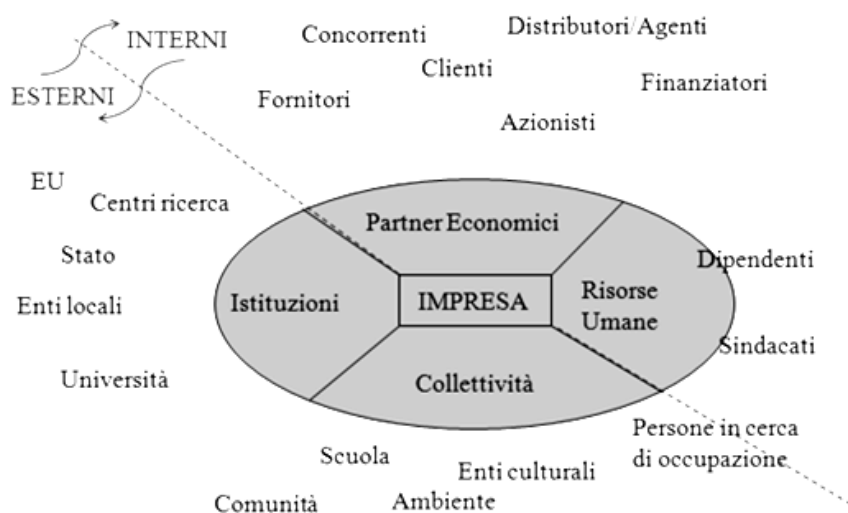 INTERNI
ESTERNI
Concorrenti
Distributori/Agenti
Clienti
Finanziatori
Fornitori
Azionisti
EU
Centri ricerca
Stato
Enti locali
Università
Partner Economici
Istituzioni
IMPRESA
Risorse
Umane
Collettività
Dipendenti
Sindacati
Persone in cerca
di occupazione
Scuola
Enti culturali
Comunità
Ambiente